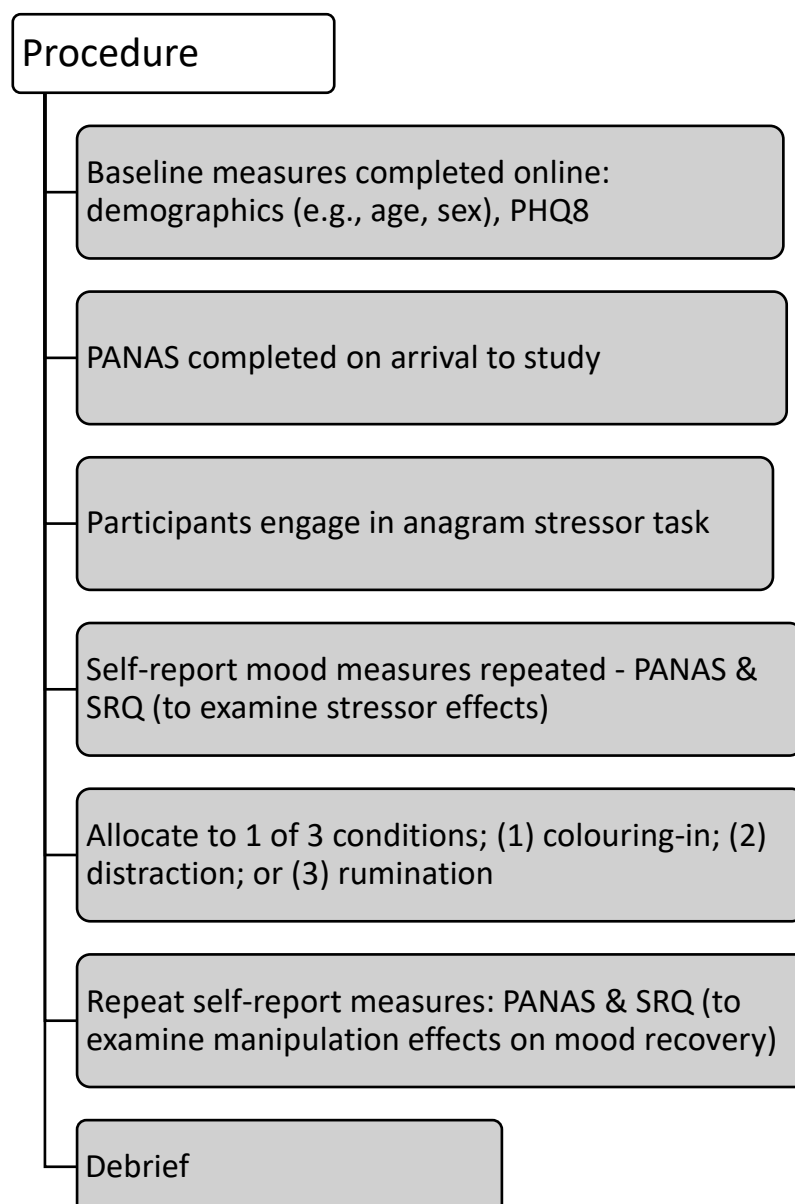 Procedure
Baseline measures completed online:
demographics (e.g., age, sex), PHQ8
PANAS completed on arrival to study
Participants engage in anagram stressor task
Self-report mood measures repeated - PANAS &
SRQ (to examine stressor effects)
Allocate to 1 of 3 conditions; (1) colouring-in; (2)
distraction; or (3) rumination
Repeat self-report measures: PANAS & SRQ (to
examine manipulation effects on mood recovery)
Debrief